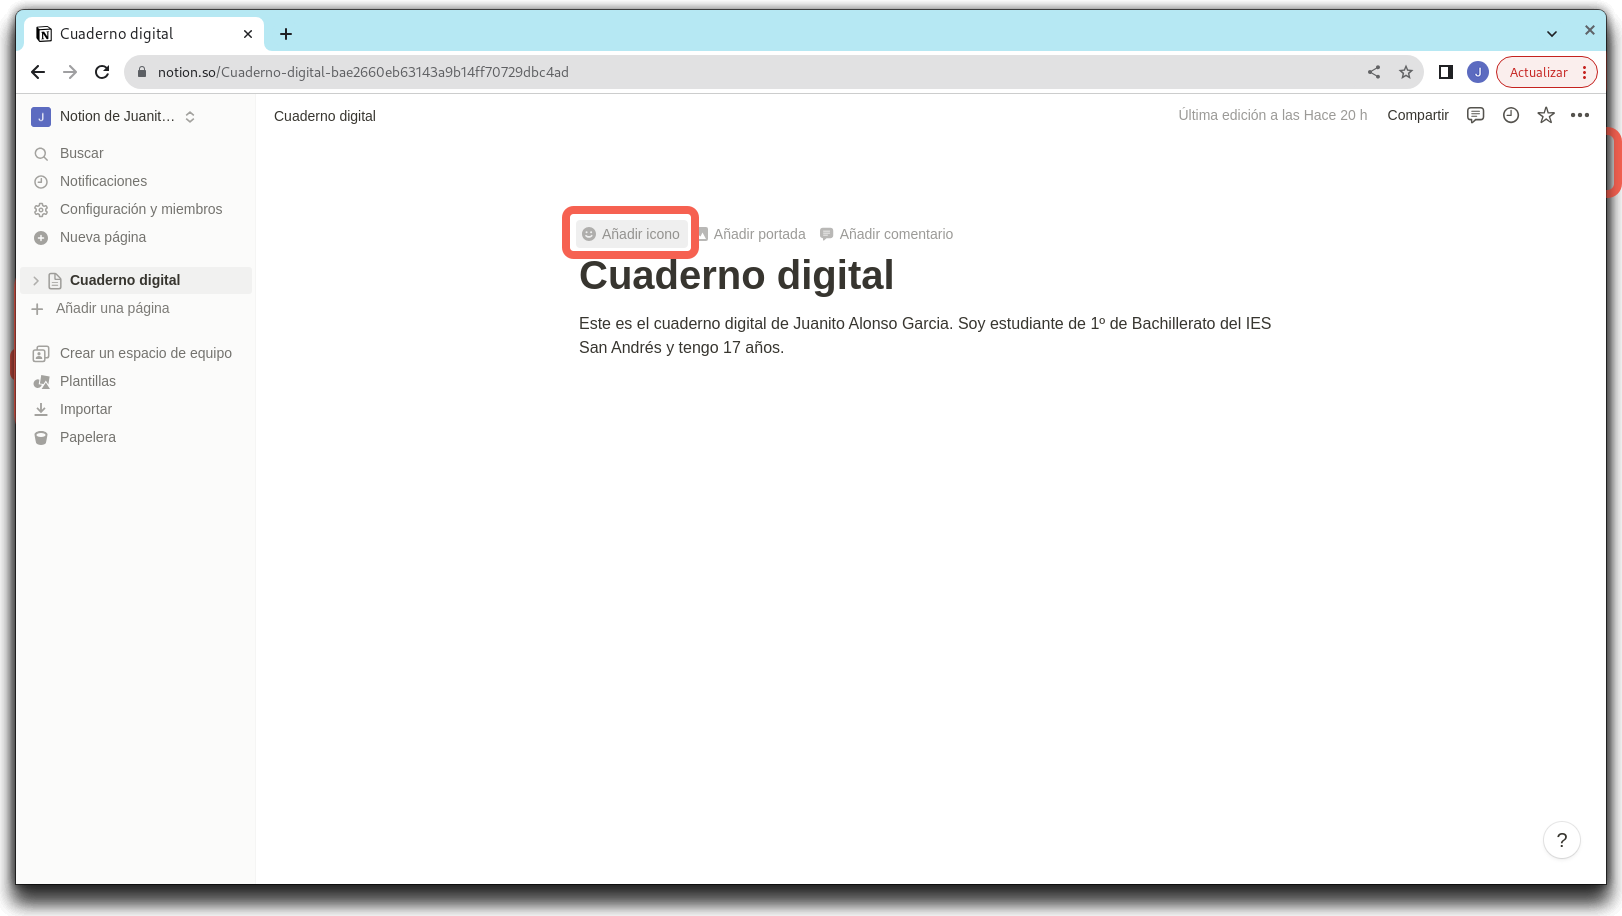 Cuaderno digital
notion.so/Cuaderno-digital-bae2660eb63143a9b14ff70729dbc4ad
J
Actualizar
J Notion de Juanit…
Cuaderno digital
Última edición a las Hace 20 h
Compartir
Buscar
Notificaciones
Configuración y miembros
Nueva página
Cuaderno digital
Añadir una página
Crear un espacio de equipo
Plantillas
Importar
Papelera
Añadir icono
Añadir portada
Añadir comentario
Cuaderno digital
Este es el cuaderno digital de Juanito Alonso Garcia. Soy estudiante de 1º de Bachillerato del IES
San Andrés y tengo 17 años.
?